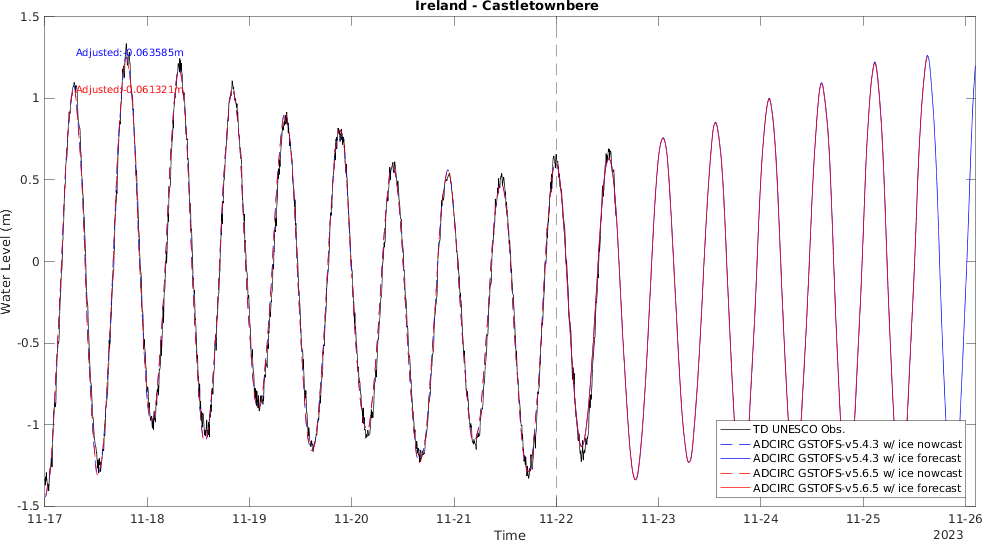 Ireland - Castletownbere
1.5
1
0.5
0
-0.5
-1
-1.5
Water Level (m)
Adjusted:-0.063585m
Adjusted:-0.061321m
TD UNESCO Obs.
ADCIRC GSTOFS-v5.4.3 w/ ice nowcast
ADCIRC GSTOFS-v5.4.3 w/ ice forecast
ADCIRC GSTOFS-v5.6.5 w/ ice nowcast
ADCIRC GSTOFS-v5.6.5 w/ ice forecast
11-17 11-18 11-19 11-20 11-21 11-22 11-23 11-24 11-25 11-26
Time
2023